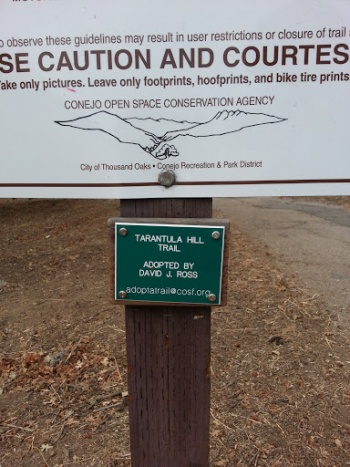 o observe these guidelines may result in user restrictions or closure of trail
SE CAUTION AND COURTES
Take only pictures. Leave only footprints, hoofprints, and bike tire prints
CONEJO OPEN SPACE CONSERVATION AGENCY
City of Thousand Oaks • Conejo Recreation & Park District
TARANTULA HILL
TRAIL
ADOPTED BY
DAVID J. ROSS
adoptatrail@cosf.org